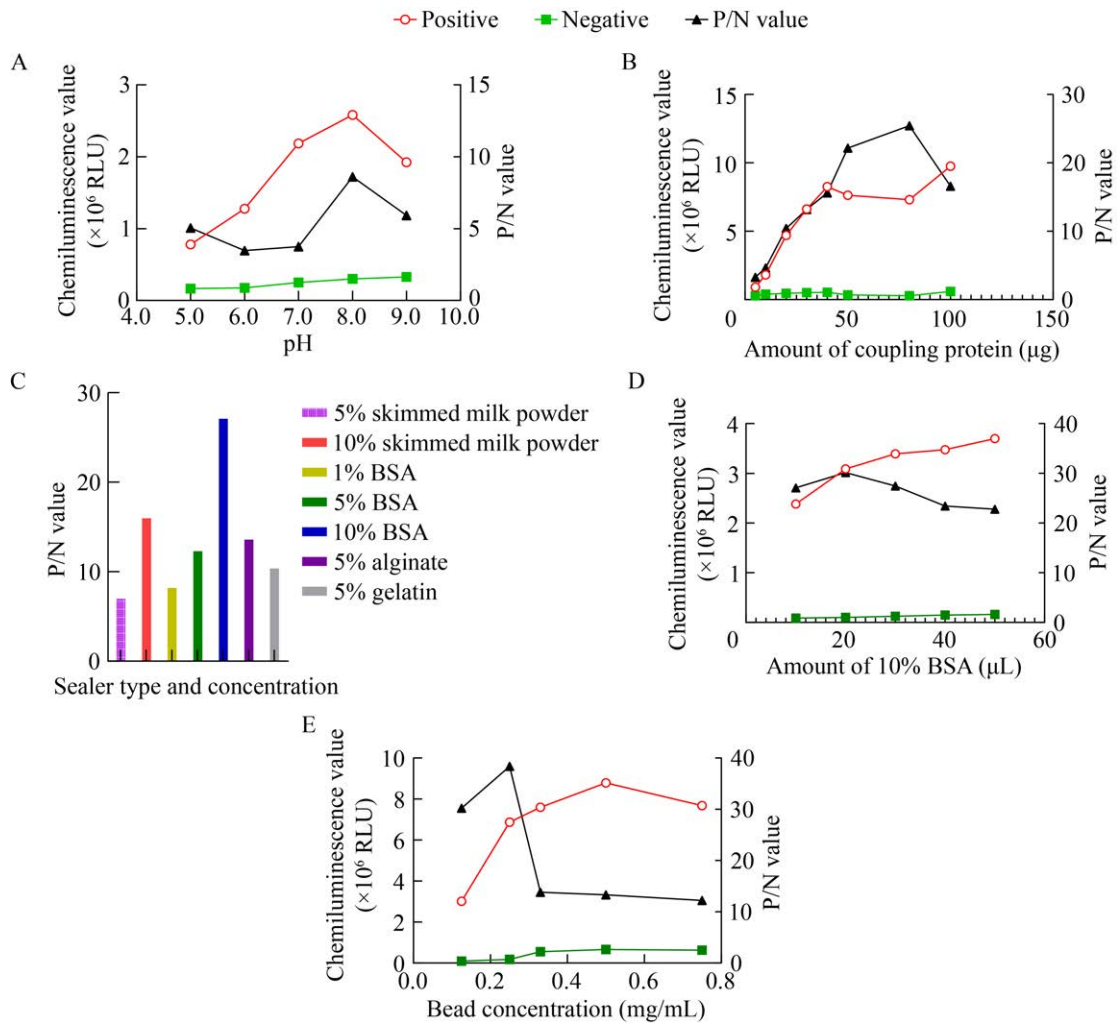 Positive Negative P/N value
A
Chemiluminescence value
(×10⁶ RLU)
3
2
1
0
15
10
5
0
P/N value
4.0 5.0 6.0 7.0 8.0 9.0 10.0
pH
B
Chemiluminescence value
(×10⁶ RLU)
15
10
5
30
20
10
0
P/N value
0 50 100 150
Amount of coupling protein (μg)
C
P/N value
30
20
10
0
Sealer type and concentration
5% skimmed milk powder
10% skimmed milk powder
1% BSA
5% BSA
10% BSA
5% alginate
5% gelatin
D
Chemiluminescence value
(×10⁶ RLU)
4
3
2
1
40
30
20
10
0
P/N value
0 20 40 60
Amount of 10% BSA (μL)
E
Chemiluminescence value
(×10⁶ RLU)
10
8
6
4
2
0
40
30
20
10
0
P/N value
0.0 0.2 0.4 0.6 0.8
Bead concentration (mg/mL)